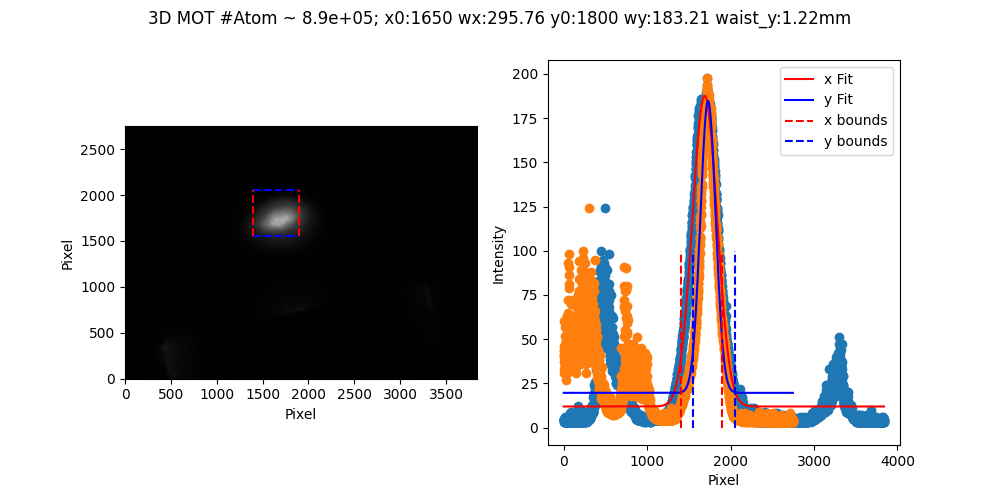 3D MOT #Atom ~ 8.9e+05; x0:1650 wx:295.76 y0:1800 wy:183.21 waist_y:1.22mm
2500
2000
1500
1000
500
0
Pixel
0 500 1000 1500 2000 2500 3000 3500
Pixel
200
175
150
125
100
75
50
25
0
Intensity
x Fit
y Fit
x bounds
y bounds
0 1000 2000 3000 4000
Pixel